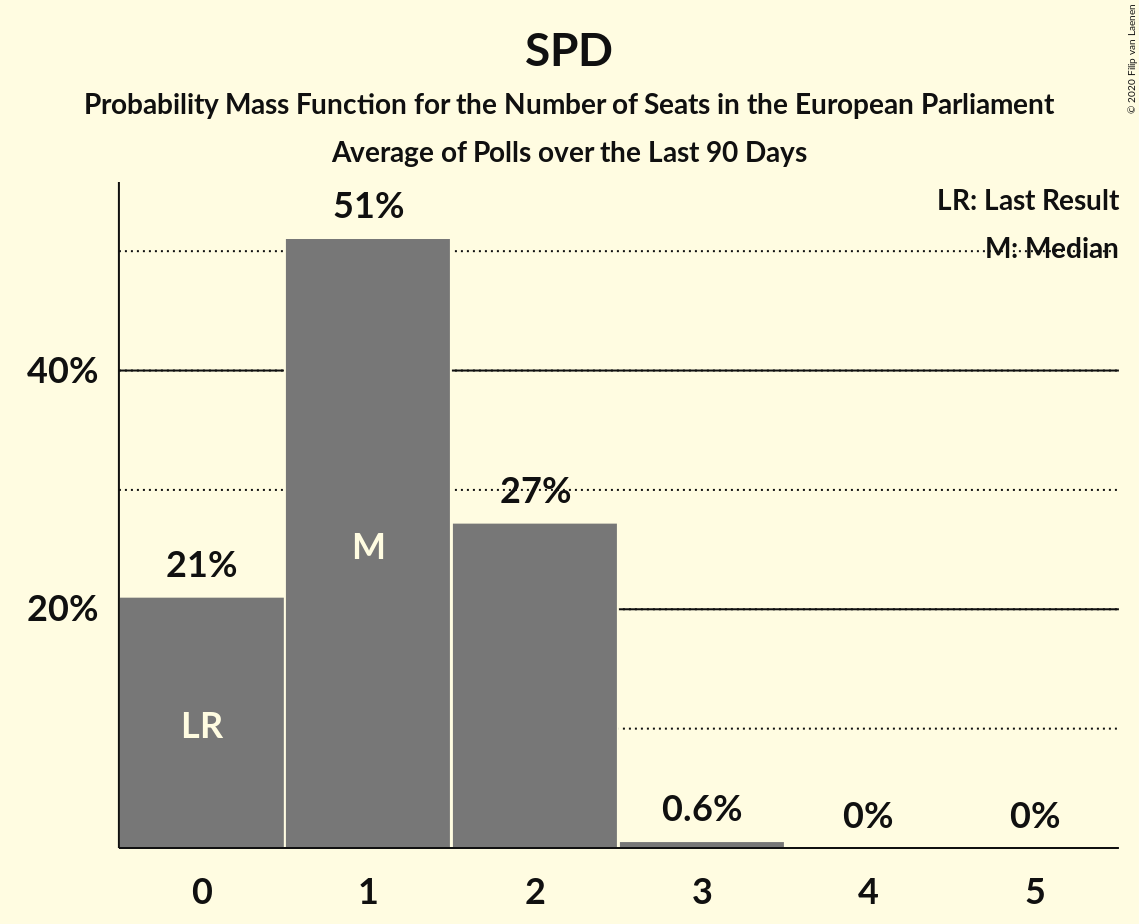 SPD
Probability Mass Function for the Number of Seats in the European Parliament
Average of Polls over the Last 90 Days
© 2020 Filip van Laenen
LR: Last Result
M: Median
51%
40%
27%
M
21%
20%
LR
0.6%
0%
0%
0 1 2 3 4 5